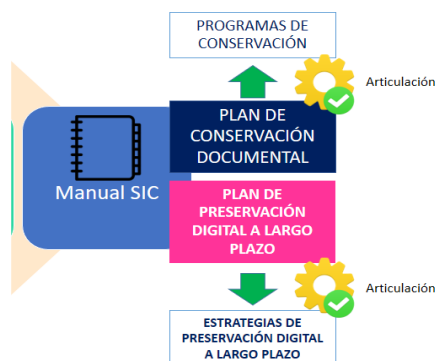 PROGRAMAS DE
CONSERVACIÓN
Articulación
PLAN DE
CONSERVACIÓN
DOCUMENTAL
Manual SIC
PLAN DE
PRESERVACIÓN
DIGITAL A LARGO
PLAZO
Articulación
ESTRATEGIAS DE
PRESERVACIÓN DIGITAL
A LARGO PLAZO